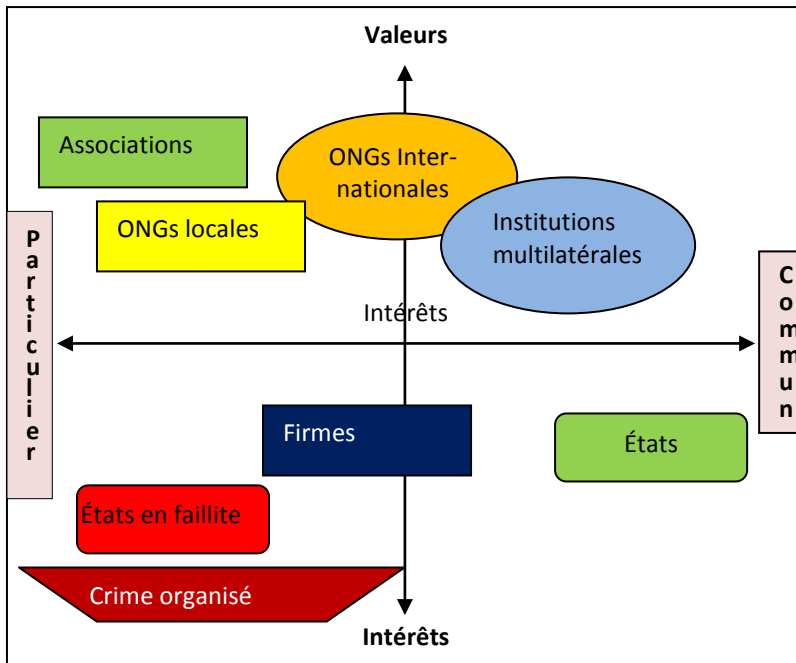 Valeurs
Associations
ONGs Inter-
nationales
ONGs locales
Institutions
multilatérales
Particulier
Commun
Intérêts
Firmes
États
États en faillite
Crime organisé
Intérêts